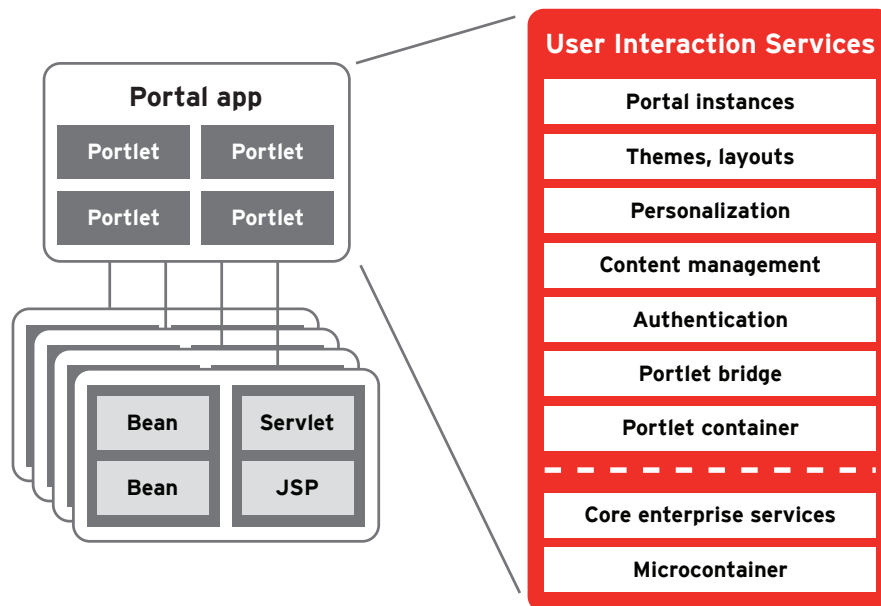 Portal app
Portlet
Portlet
Portlet
Portlet
Bean
Servlet
Bean
JSP
User Interaction Services
Portal instances
Themes, layouts
Personalization
Content management
Authentication
Portlet bridge
Portlet container
Core enterprise services
Microcontainer